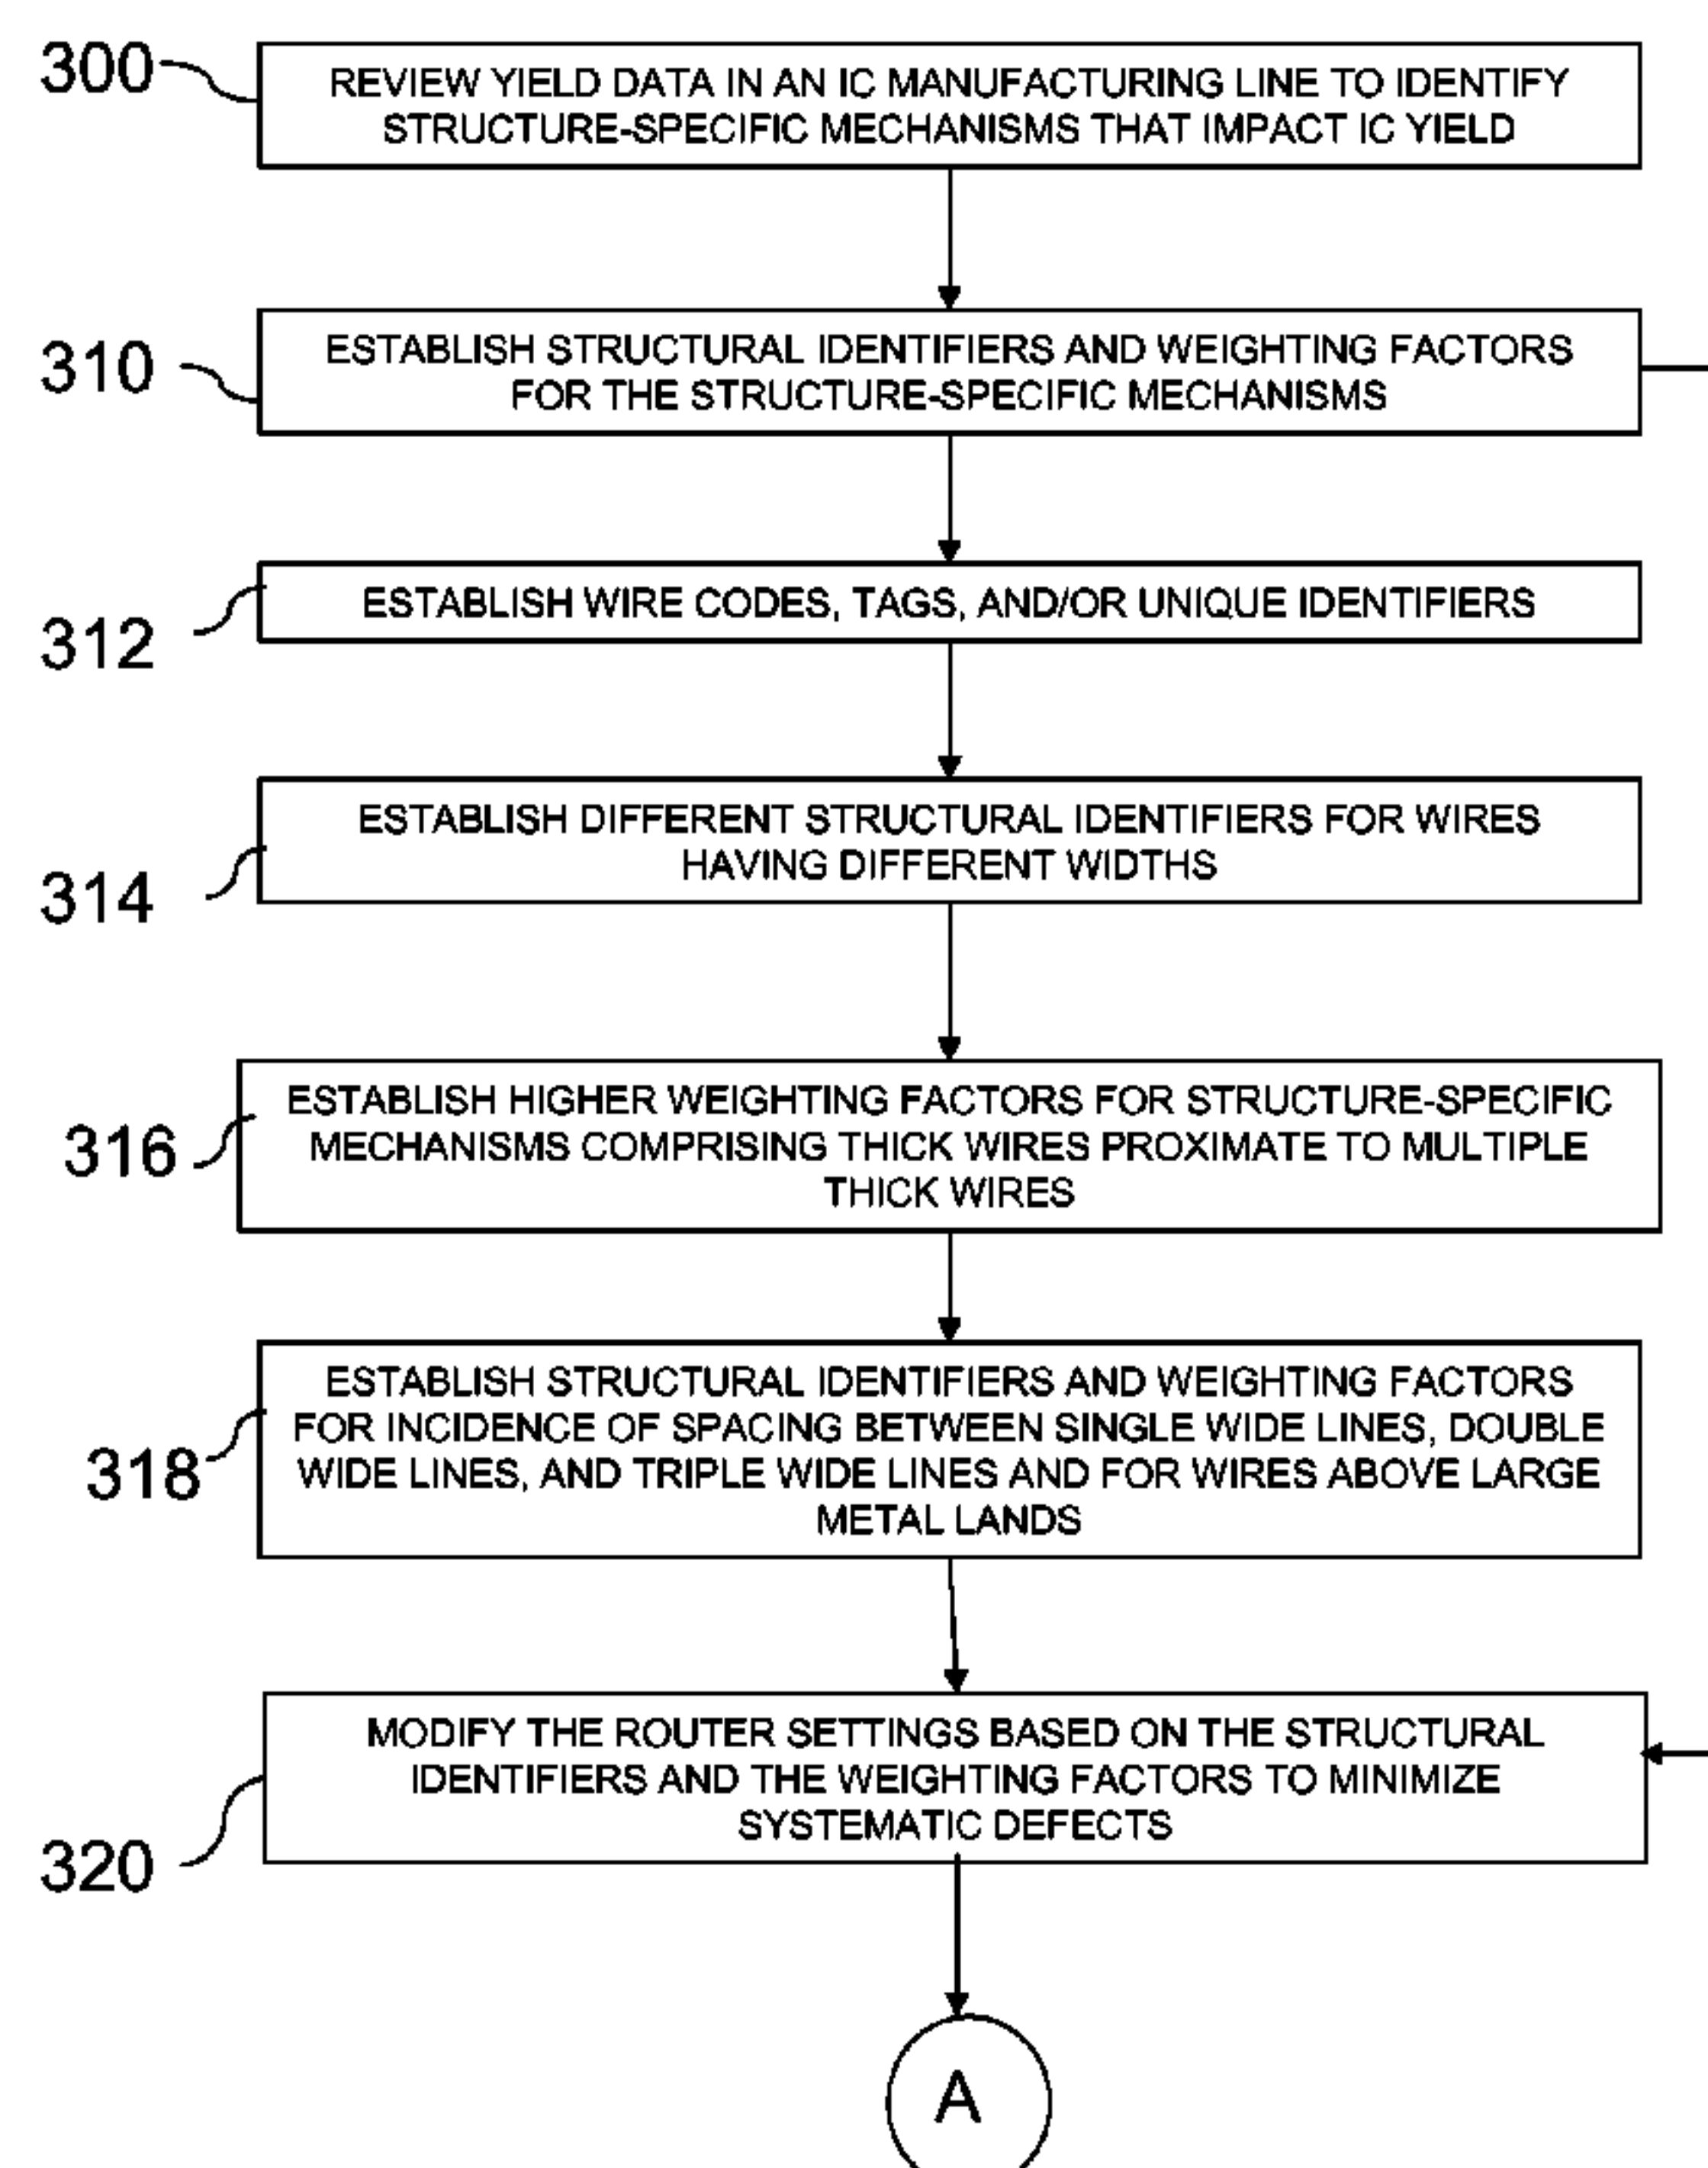 300
REVIEW YIELD DATA IN AN IC MANUFACTURING LINE TO IDENTIFY
STRUCTURE-SPECIFIC MECHANISMS THAT IMPACT IC YIELD
310
ESTABLISH STRUCTURAL IDENTIFIERS AND WEIGHTING FACTORS
FOR THE STRUCTURE-SPECIFIC MECHANISMS
312
ESTABLISH WIRE CODES, TAGS, AND/OR UNIQUE IDENTIFIERS
314
ESTABLISH DIFFERENT STRUCTURAL IDENTIFIERS FOR WIRES
HAVING DIFFERENT WIDTHS
316
ESTABLISH HIGHER WEIGHTING FACTORS FOR STRUCTURE-SPECIFIC
MECHANISMS COMPRISING THICK WIRES PROXIMATE TO MULTIPLE
THICK WIRES
318
ESTABLISH STRUCTURAL IDENTIFIERS AND WEIGHTING FACTORS
FOR INCIDENCE OF SPACING BETWEEN SINGLE WIDE LINES, DOUBLE
WIDE LINES, AND TRIPLE WIDE LINES AND FOR WIRES ABOVE LARGE
METAL LANDS
320
MODIFY THE ROUTER SETTINGS BASED ON THE STRUCTURAL
IDENTIFIERS AND THE WEIGHTING FACTORS TO MINIMIZE
SYSTEMATIC DEFECTS
A